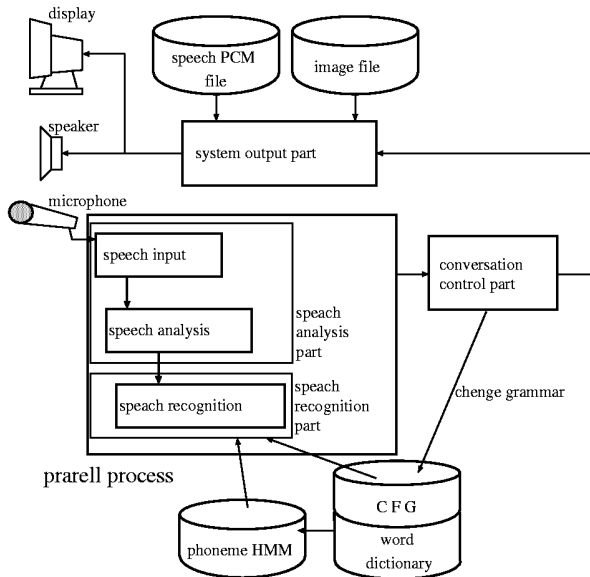 display
speech PCM
file
image file
speaker
system output part
microphone
speech input
conversation
control part
speech analysis
speach
analysis
part
speach recognition
speach
recognition
part
chenge grammar
prarell process
C F G
phoneme HMM
word
dictionary